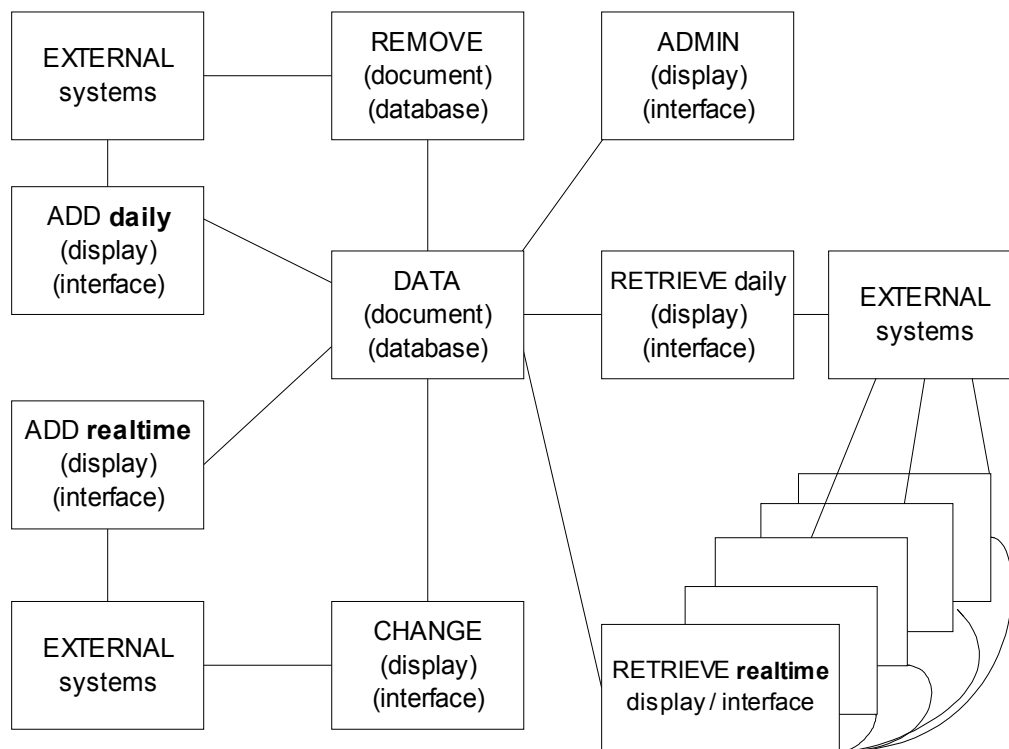 EXTERNAL
systems
REMOVE
(document)
(database)
ADMIN
(display)
(interface)
ADD daily
(display)
(interface)
DATA
(document)
(database)
RETRIEVE daily
(display)
(interface)
EXTERNAL
systems
ADD realtime
(display)
(interface)
EXTERNAL
systems
CHANGE
(display)
(interface)
RETRIEVE realtime
display / interface